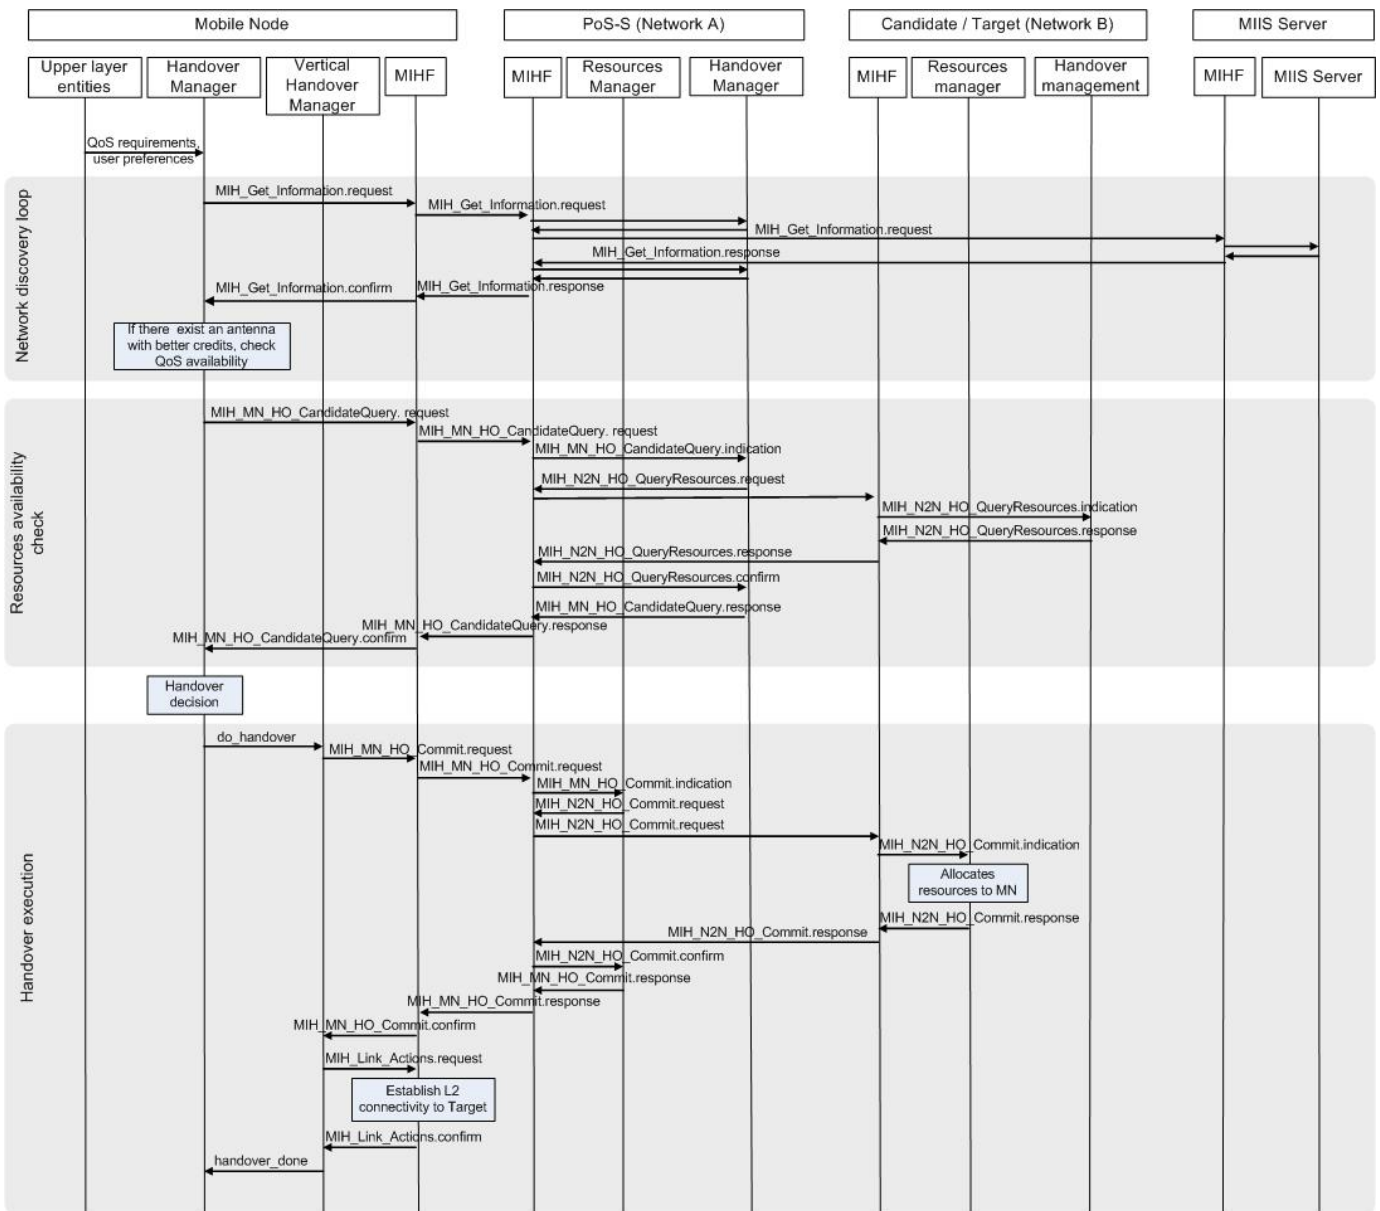 Mobile Node
PoS-S (Network A)
Candidate / Target (Network B)
MIIS Server
Upper layer
entities
Handover
Manager
Vertical
Handover
Manager
MIHF
MIHF
Resources
Manager
Handover
Manager
MIHF
Resources
manager
Handover
management
MIHF
MIIS Server
QoS requirements,
user preferences
Network discovery loop
MIH_Get_Information.request
MIH_Get_Information.request
MIH_Get_Information.request
MIH_Get_Information.response
MIH_Get_Information.response
MIH_Get_Information.confirm
If there exist an antenna
with better credits, check
QoS availability
Resources availability
check
MIH_MN_HO_CandidateQuery. request
MIH_MN_HO_CandidateQuery. request
MIH_MN_HO_CandidateQuery.indication
MIH_N2N_HO_QueryResources.request
MIH_N2N_HO_QueryResources.indication
MIH_N2N_HO_QueryResources.response
MIH_N2N_HO_QueryResources.response
MIH_N2N_HO_QueryResources.confirm
MIH_MN_HO_CandidateQuery.response
MIH_MN_HO_CandidateQuery.response
MIH_MN_HO_CandidateQuery.confirm
Handover
decision
Handover execution
do_handover
MIH_MN_HO_Commit.request
MIH_MN_HO_Commit.request
MIH_MN_HO_Commit.indication
MIH_N2N_HO_Commit.request
MIH_N2N_HO_Commit.request
MIH_N2N_HO_Commit.indication
Allocates
resources to MN
MIH_N2N_HO_Commit.response
MIH_N2N_HO_Commit.response
MIH_N2N_HO_Commit.confirm
MIH_MN_HO_Commit.response
MIH_MN_HO_Commit.response
MIH_MN_HO_Commit.confirm
MIH_Link_Actions.request
Establish L2
connectivity to Target
MIH_Link_Actions.confirm
handover_done